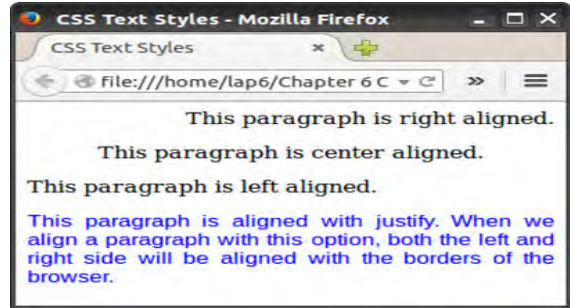 CSS Text Styles - Mozilla Firefox
CSS Text Styles
file:///home/lap6/Chapter 6 C
This paragraph is right aligned.
This paragraph is center aligned.
This paragraph is left aligned.
This paragraph is aligned with justify. When we
align a paragraph with this option, both the left and
right side will be aligned with the borders of the
browser.